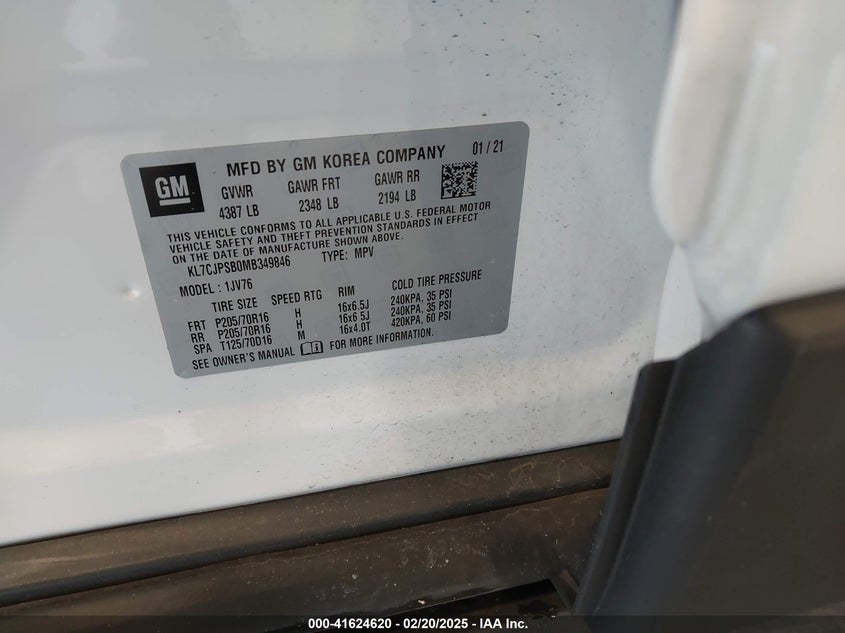 GM
MFD BY GM KOREA COMPANY 01 / 21
GVWR GAWR FRT GAWR RR
4387 LB 2348 LB 2194 LB
THIS VEHICLE CONFORMS TO ALL APPLICABLE U.S. FEDERAL MOTOR
VEHICLE SAFETY AND THEFT PREVENTION STANDARDS IN EFFECT
ON THE DATE OF MANUFACTURE SHOWN ABOVE.
KL7CJPSB0MB349846 TYPE: MPV
MODEL: 1JV76
TIRE SIZE SPEED RTG RIM COLD TIRE PRESSURE
FRT P205/70R16 H 16x6.5J 240KPA, 35 PSI
RR P205/70R16 H 16x6.5J 240KPA, 35 PSI
SPA T125/70D16 M 16x4.0T 420KPA, 60 PSI
SEE OWNER'S MANUAL FOR MORE INFORMATION.
000-41624620 / 02/20/2025 - IAA Inc.